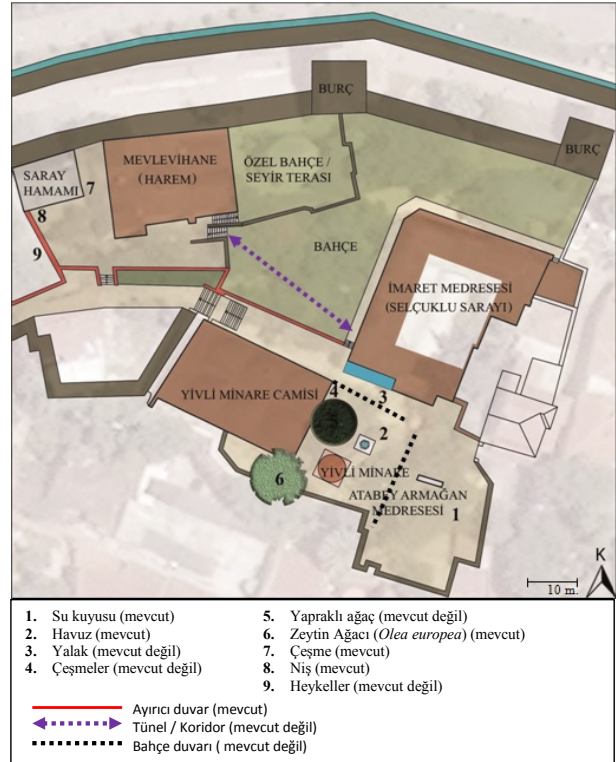 BURÇ
BURÇ
SARAY
HAMAMI
7
8
9
MEVLEVİHANE
(HAREM)
ÖZEL BAHÇE /
SEYİR TERASI
BAHÇE
İMARET MEDRESESİ
(SELÇUKLU SARAYI)
YİVLİ MİNARE CAMİSİ
4
3
5
2
6
YİVLİ MİNARE
ATABEY ARMAĞAN
MEDRESESİ
1
K
10 m.
1. Su kuyusu (mevcut)
2. Havuz (mevcut)
3. Yalak (mevcut değil)
4. Çeşmeler (mevcut değil)
5. Yapraklı ağaç (mevcut değil)
6. Zeytin Ağacı (Olea europea) (mevcut)
7. Çeşme (mevcut)
8. Niş (mevcut)
9. Heykeller (mevcut değil)
Ayırıcı duvar (mevcut)
Tünel / Koridor (mevcut değil)
Bahçe duvarı ( mevcut değil)